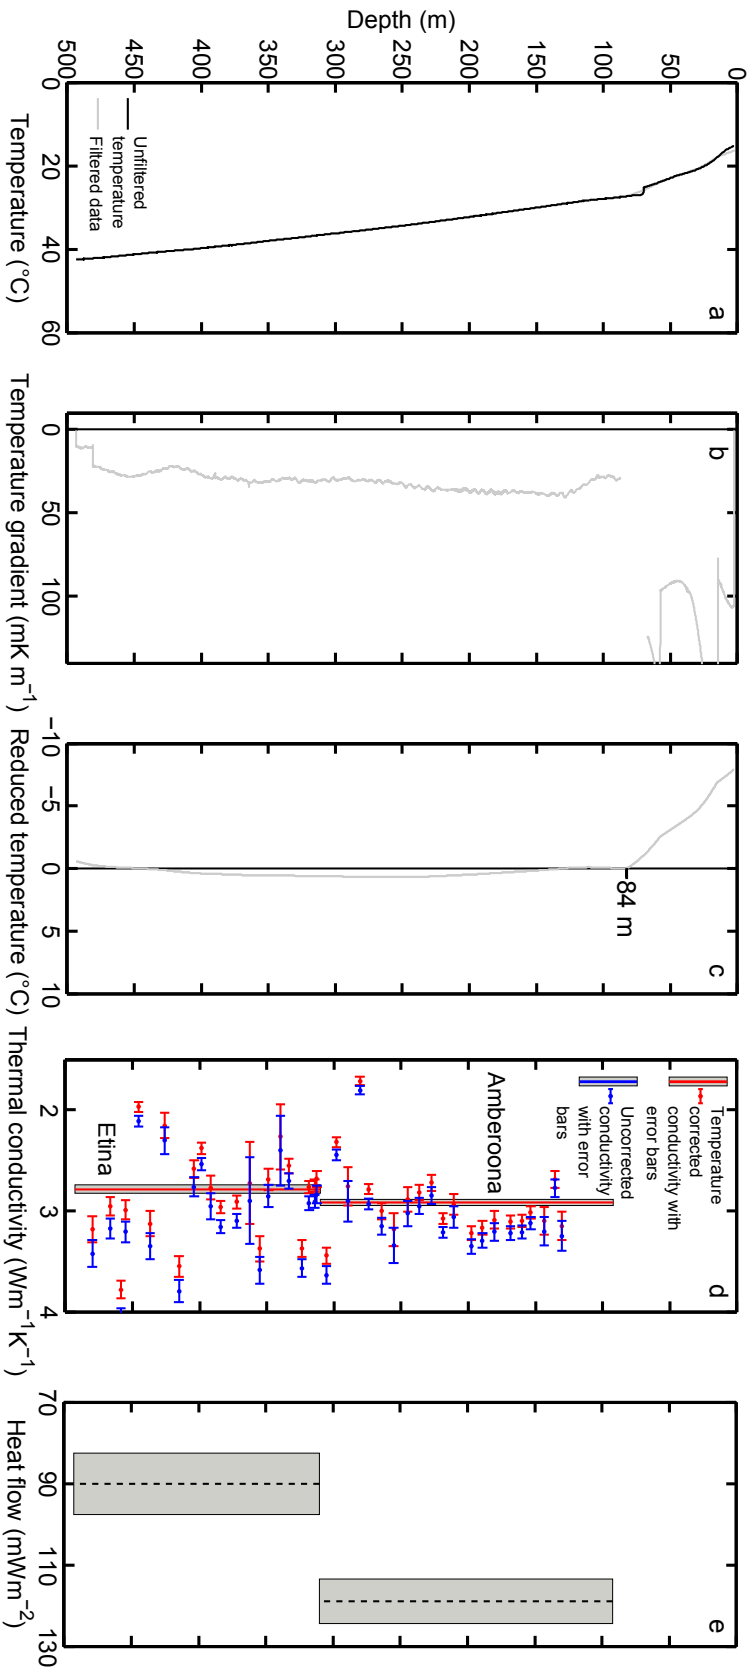 Depth (m)
0
50
100
150
200
250
300
350
400
450
500
0
20
40
60
Temperature (°C)
a
Unfiltered
temperature
Filtered data
0
50
100
Temperature gradient (mK m⁻¹)
b
−10
−5
0
5
10
Reduced temperature (°C)
c
84 m
2
3
4
Thermal conductivity (Wm⁻¹K⁻¹)
d
Temperature
corrected
conductivity with
error bars
Uncorrected
conductivity
with error
bars
Amberoona
Etina
70
90
110
130
Heat flow (mWm⁻²)
e